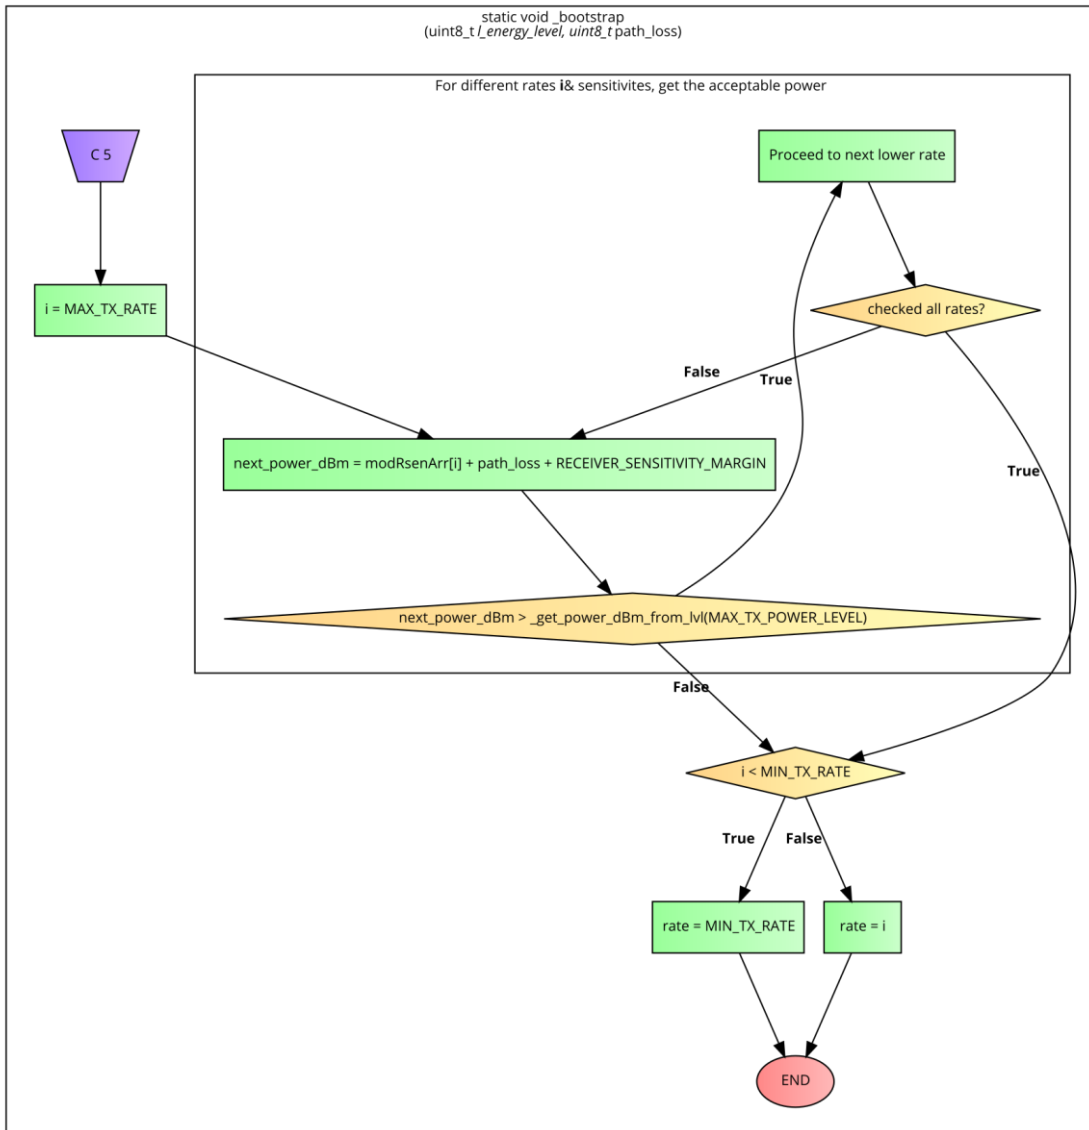 static void _bootstrap
(uint8_t l_energy_level, uint8_t path_loss)
For different rates i& sensitivites, get the acceptable power
C 5
Proceed to next lower rate
i = MAX_TX_RATE
checked all rates?
False
True
next_power_dBm = modRsenArr[i] + path_loss + RECEIVER_SENSITIVITY_MARGIN
True
next_power_dBm > _get_power_dBm_from_lvl(MAX_TX_POWER_LEVEL)
False
i < MIN_TX_RATE
True
False
rate = MIN_TX_RATE
rate = i
END